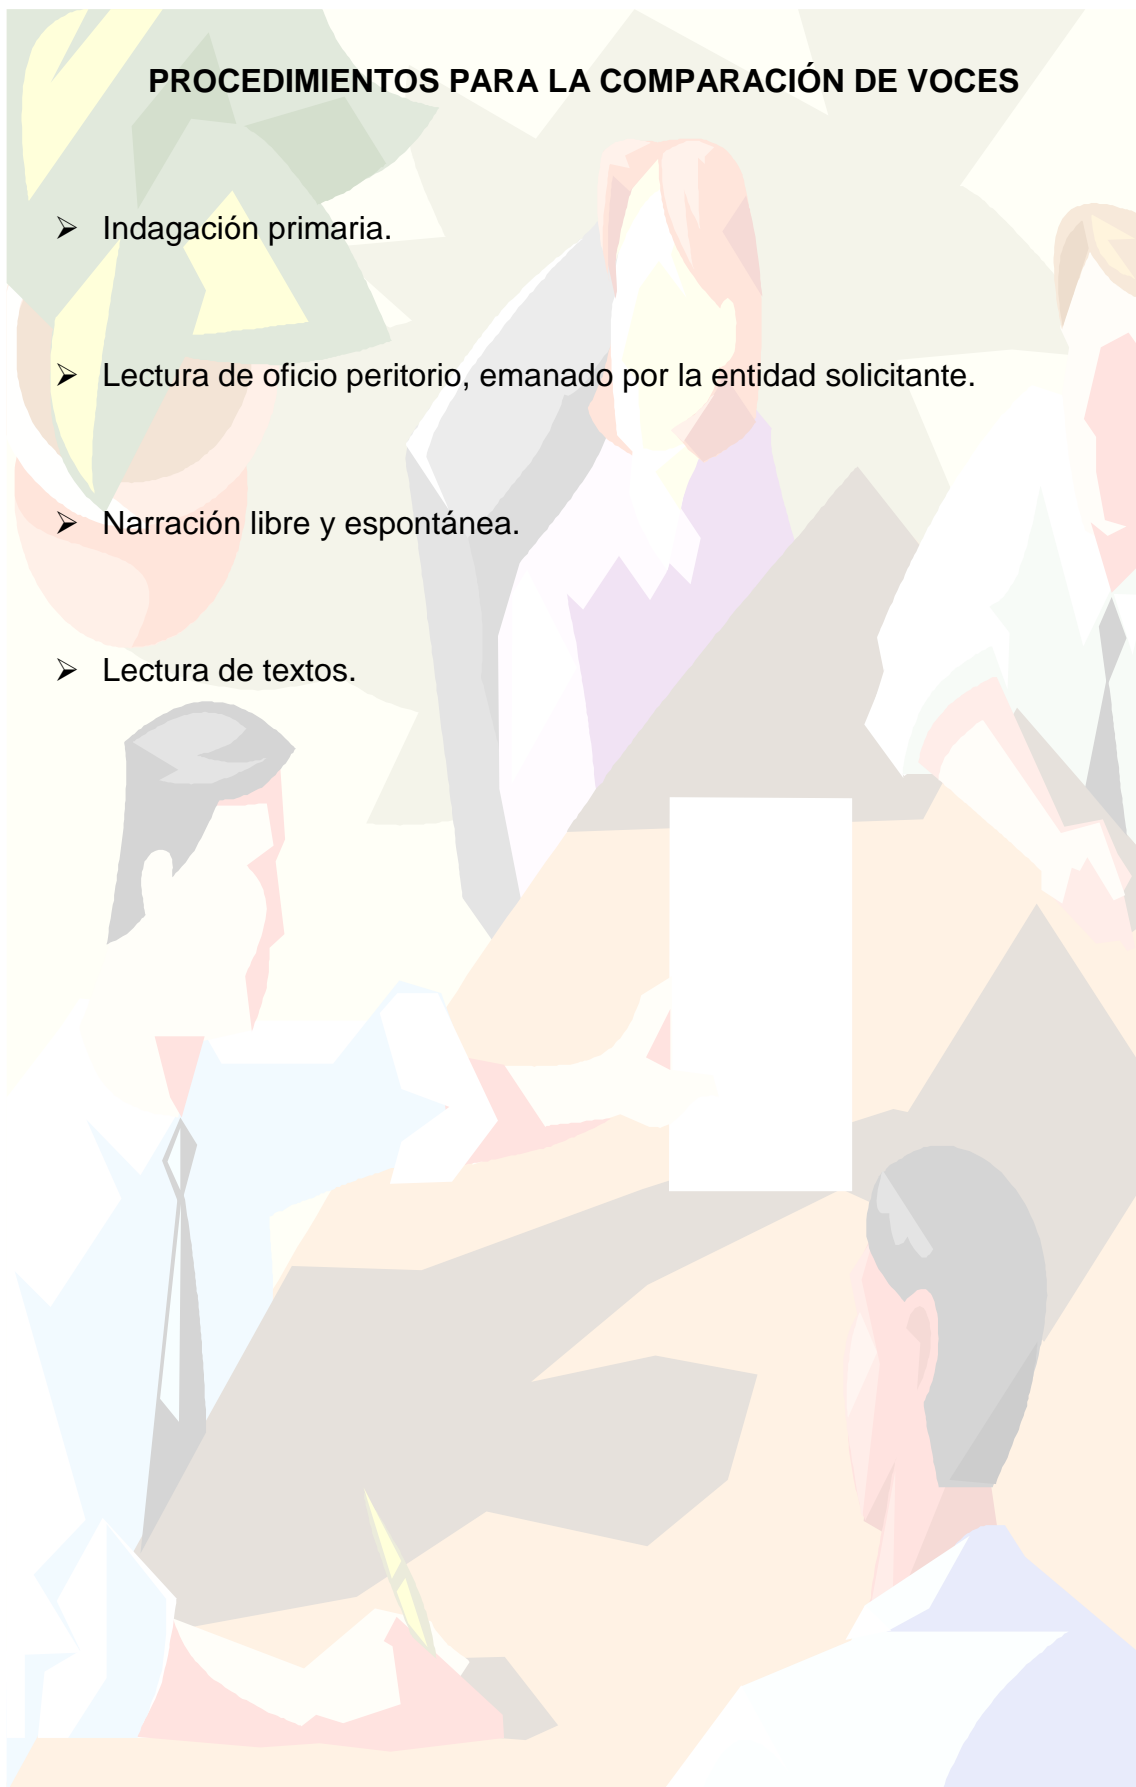 PROCEDIMIENTOS PARA LA COMPARACIÓN DE VOCES
➢ Indagación primaria.
➢ Lectura de oficio peritorio, emanado por la entidad solicitante.
➢ Narración libre y espontánea.
➢ Lectura de textos.